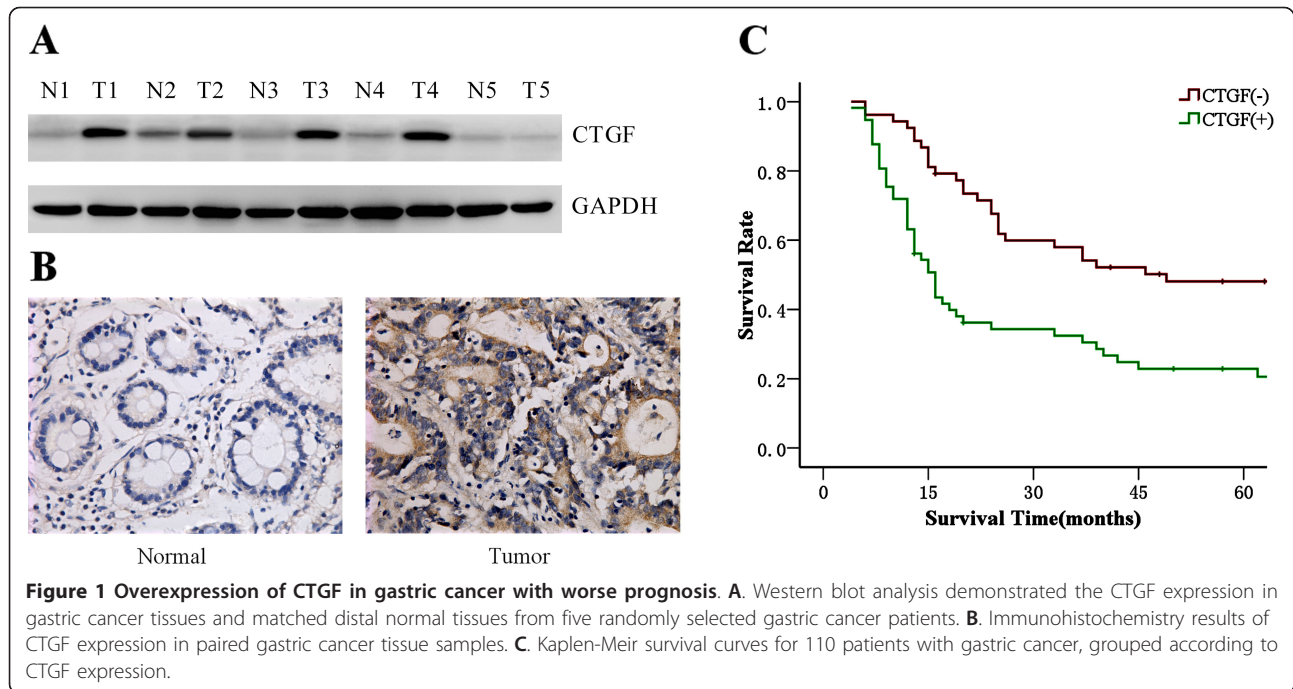 A
N1 T1 N2 T2 N3 T3 N4 T4 N5 T5
CTGF
GAPDH
B
Normal
Tumor
C
CTGF(-)
CTGF(+)
1.0
0.8
0.6
0.4
0.2
0.0
Survival Rate
0 15 30 45 60
Survival Time(months)
Figure 1 Overexpression of CTGF in gastric cancer with worse prognosis. A. Western blot analysis demonstrated the CTGF expression in
gastric cancer tissues and matched distal normal tissues from five randomly selected gastric cancer patients. B. Immunohistochemistry results of
CTGF expression in paired gastric cancer tissue samples. C. Kaplen-Meir survival curves for 110 patients with gastric cancer, grouped according to
CTGF expression.